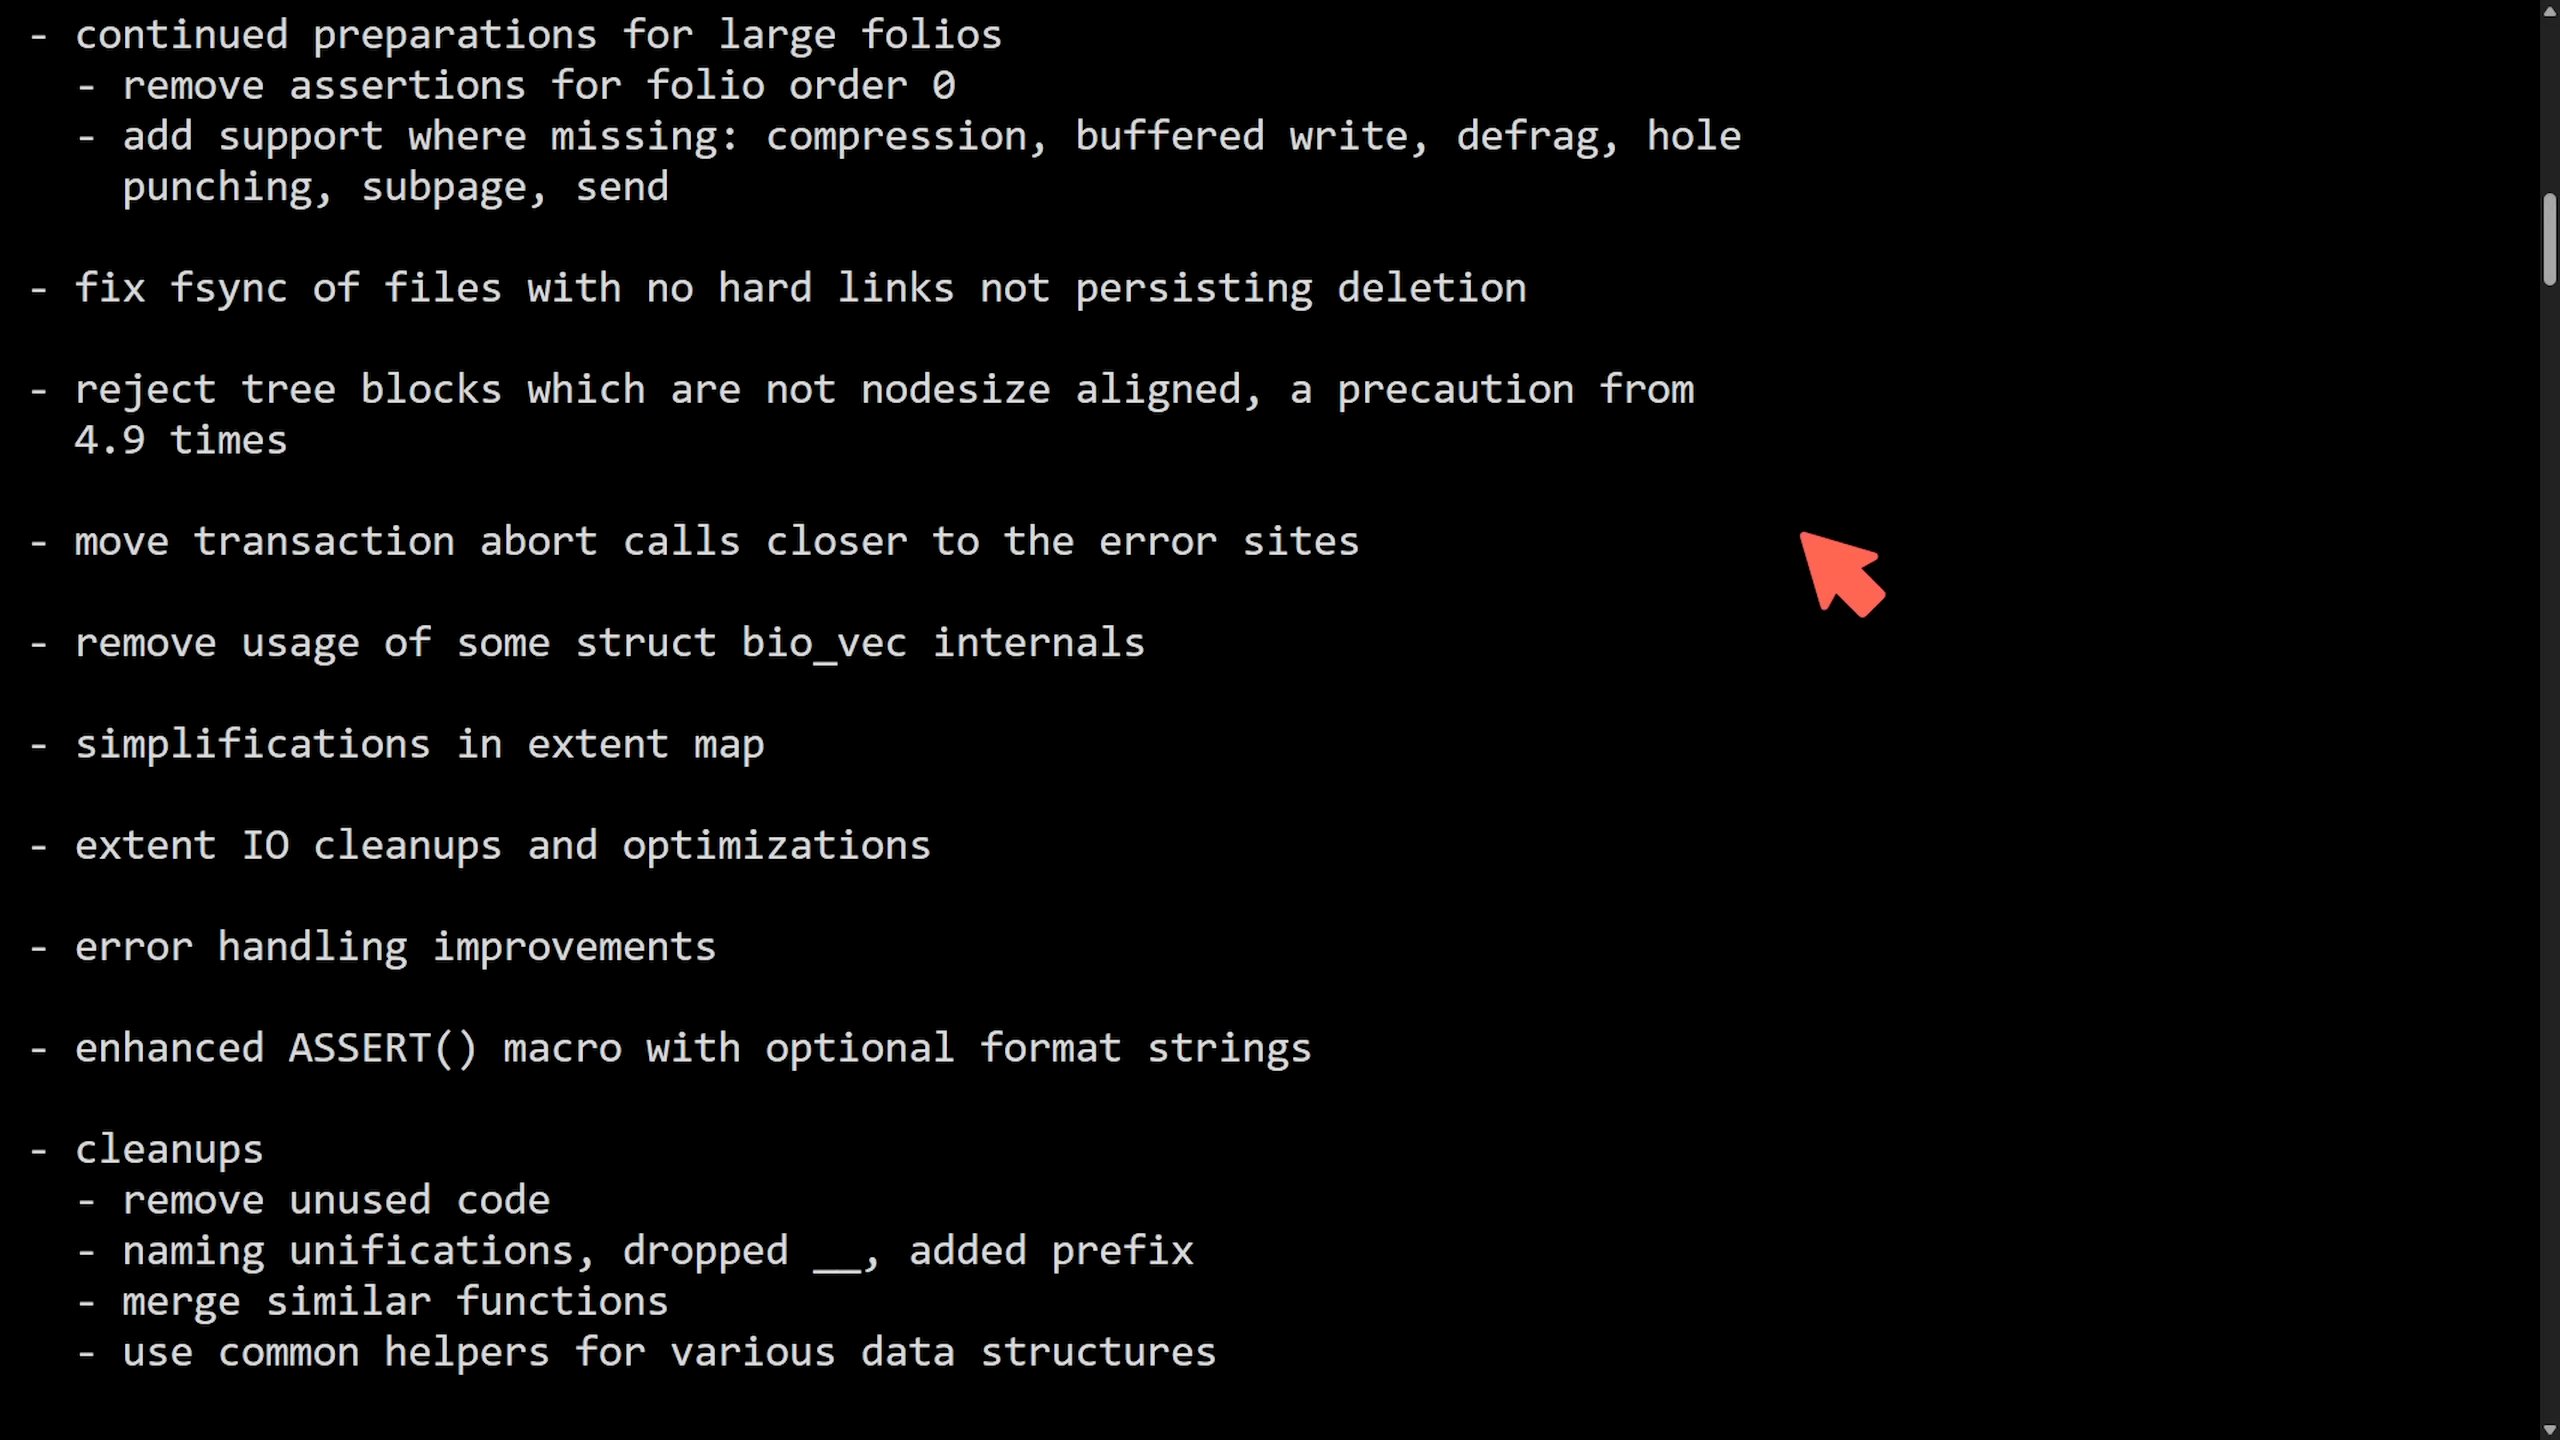 - continued preparations for large folios
- remove assertions for folio order 0
- add support where missing: compression, buffered write, defrag, hole
punching, subpage, send
- fix fsync of files with no hard links not persisting deletion
- reject tree blocks which are not nodesize aligned, a precaution from
4.9 times
- move transaction abort calls closer to the error sites
- remove usage of some struct bio_vec internals
- simplifications in extent map
- extent IO cleanups and optimizations
- error handling improvements
- enhanced ASSERT() macro with optional format strings
- cleanups
- remove unused code
- naming unifications, dropped __, added prefix
- merge similar functions
- use common helpers for various data structures